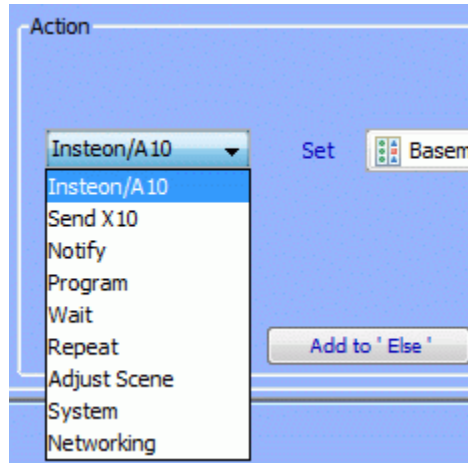 Action
Insteon/A10 Set Basem
Insteon/A10
Send X10
Notify
Program
Wait
Repeat
Add to ' Else '
Adjust Scene
System
Networking